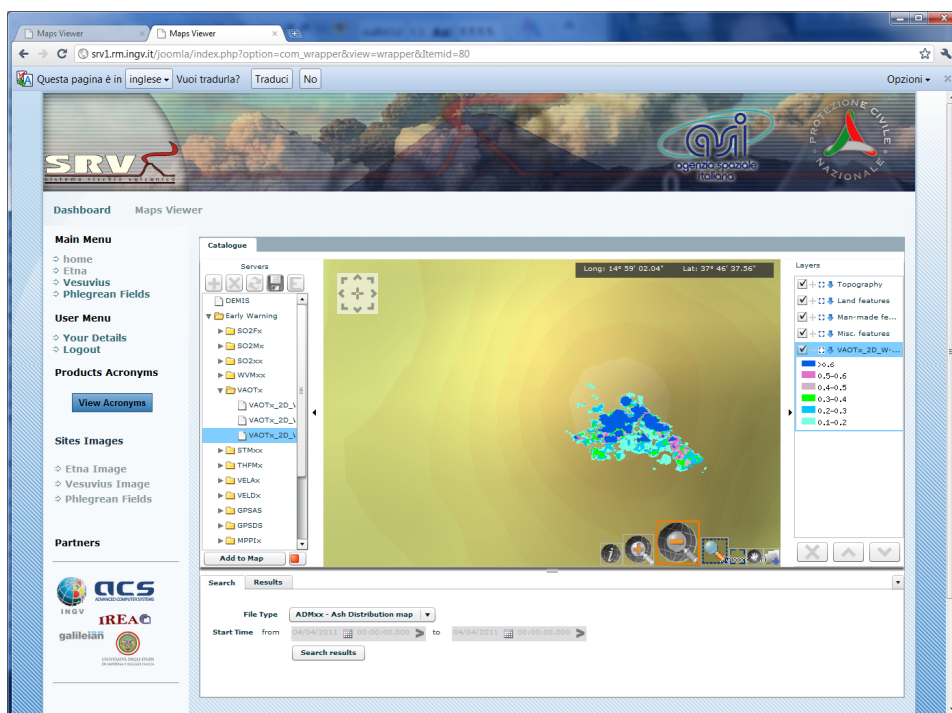 Maps Viewer
Maps Viewer
srv1.rm.ingv.it/joomla/index.php?option=com_wrapper&view=wrapper&Itemid=80
Questa pagina è in inglese Vuoi tradurla? Traduci No Opzioni
SRV
sistema rischio vulcanico
asi
agenzia spaziale
italiana
PROTEZIONE CIVILE
NAZIONALE
Dashboard Maps Viewer
Main Menu
home
Etna
Vesuvius
Phlegrean Fields
User Menu
Your Details
Logout
Products Acronyms
View Acronyms
Sites Images
Etna Image
Vesuvius Image
Phlegrean Fields
Partners
INGV
acs
ADVANCED COMPUTER SYSTEMS
IREA
galileian
Catalogue
Servers
E
DEMIS
Early Warning
SO2Fx
SO2Mx
SO2xx
WVMxx
VAOTx
VAOTx_2D_V
VAOTx_2D_V
VAOTx_2D_V
STMxx
THFMx
VELAx
VELDx
GPSAS
GPSDS
MPPIx
Add to Map
Long: 14° 59' 02.04" Lat: 37° 46' 37.56"
i
Layers
Topography
Land features
Man-made fe...
Misc. features
VAOTx_2D_W-...
>0.6
0.5-0.6
0.4-0.5
0.3-0.4
0.2-0.3
0.1-0.2
Search Results
File Type ADMxx - Ash Distribution map
Start Time from 04/04/2011 00:00:00.000 to 04/04/2011 00:00:00.000
Search results